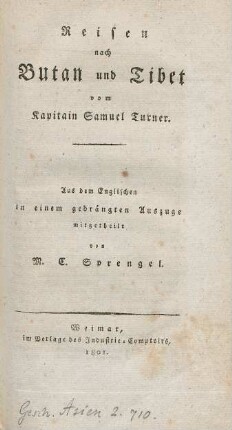 Reisen
nach
Butan und Tibet
vom
Kapitain Samuel Turner.
Aus dem Englischen
in einem gedrängten Auszuge
mitgetheilt
von
M. C. Sprengel.
Weimar,
im Verlage des Industrie-Comptoirs,
1801.
Gesch. Asien 2. 710.